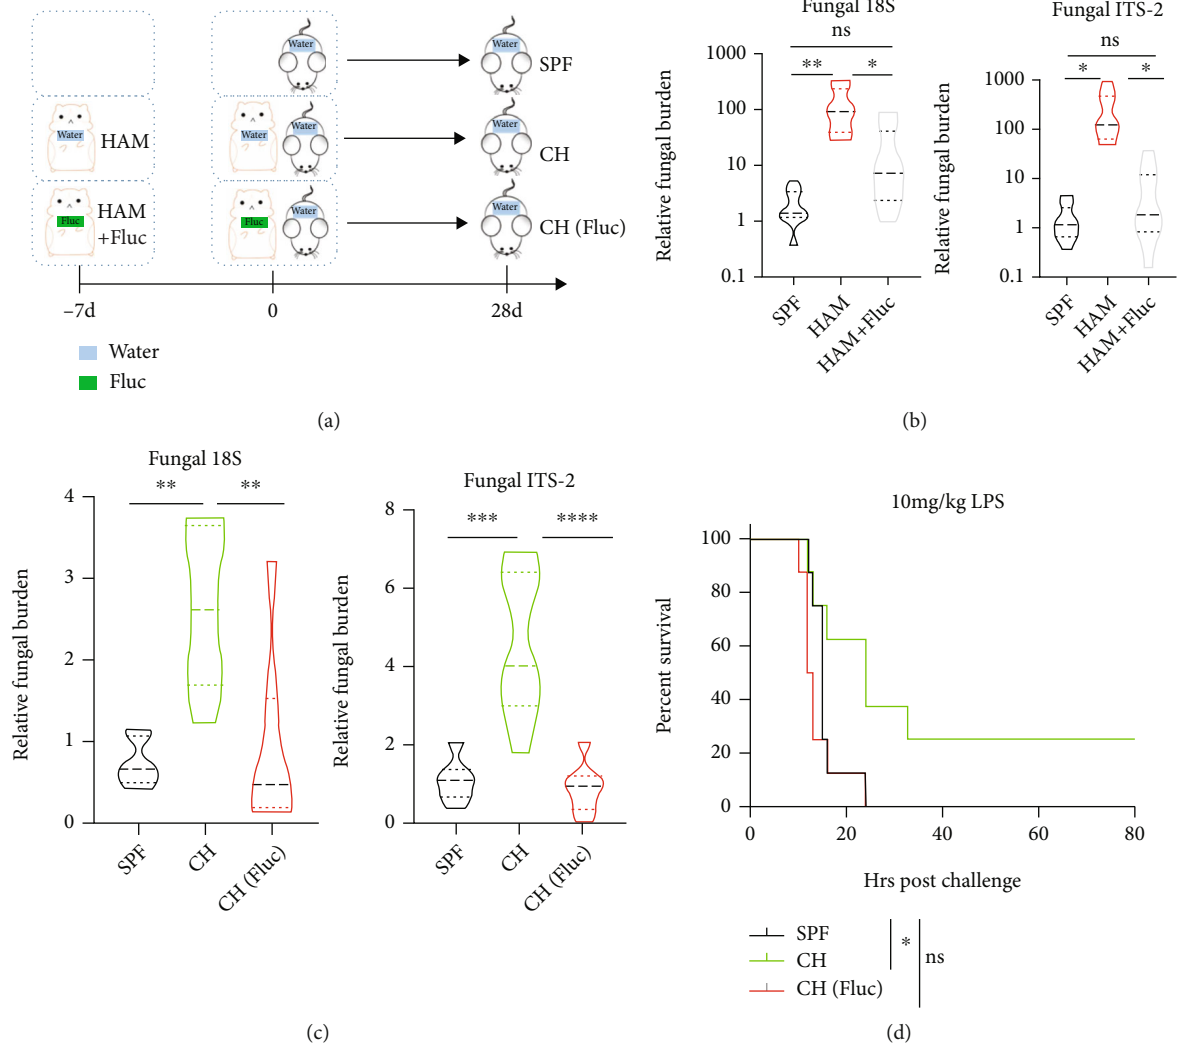 Water
Water
SPF
Water
HAM
Water
Water
Water
CH
Fluc
HAM
+Fluc
Fluc
Water
Water
CH (Fluc)
–7d
0
28d
Water
Fluc
(a)
Fungal 18S
ns
**
*
Relative fungal burden
1000
100
10
1
0.1
SPF
HAM
HAM+Fluc
Fungal ITS-2
ns
*
*
Relative fungal burden
1000
100
10
1
0.1
SPF
HAM
HAM+Fluc
(b)
Fungal 18S
**
**
Relative fungal burden
4
3
2
1
0
SPF
CH
CH (Fluc)
Fungal ITS-2
***
****
Relative fungal burden
8
6
4
2
0
SPF
CH
CH (Fluc)
(c)
10mg/kg LPS
Percent survival
100
80
60
40
20
0
0
20
40
60
80
Hrs post challenge
SPF
CH
CH (Fluc)
*
ns
(d)